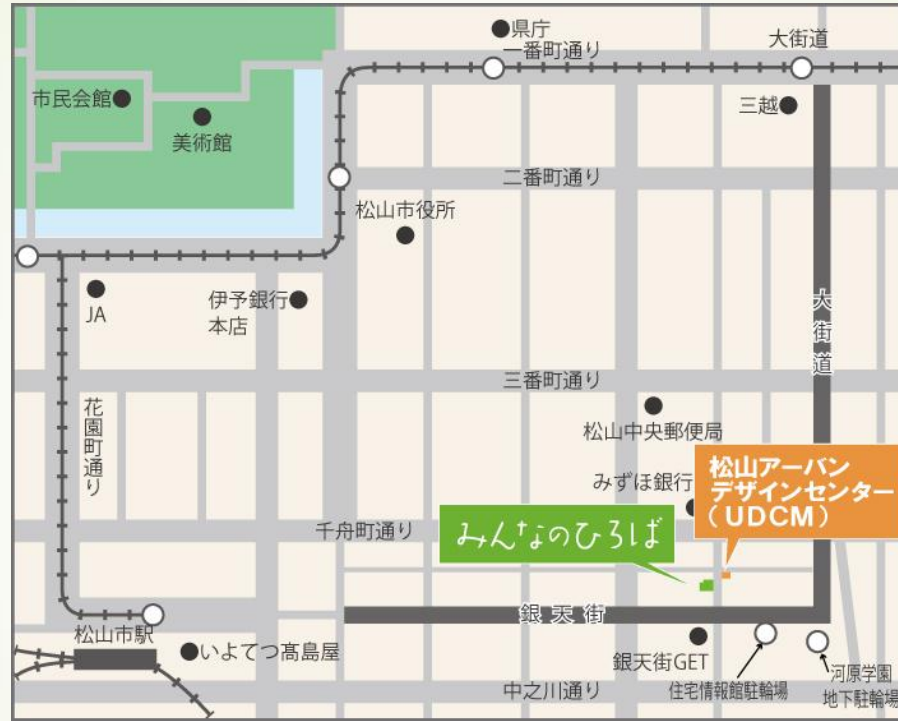 県庁
一番町通り
大街道
市民会館
三越
美術館
二番町通り
松山市役所
伊予銀行
本店
JA
大街道
三番町通り
花園町通り
松山中央郵便局
みずほ銀行
松山アーバン
デザインセンター
（UDCM）
千舟町通り
みんなのひろば
銀天街
松山市駅
いよてつ髙島屋
銀天街GET
住宅情報館駐輪場
河原学園
地下駐輪場
中之川通り